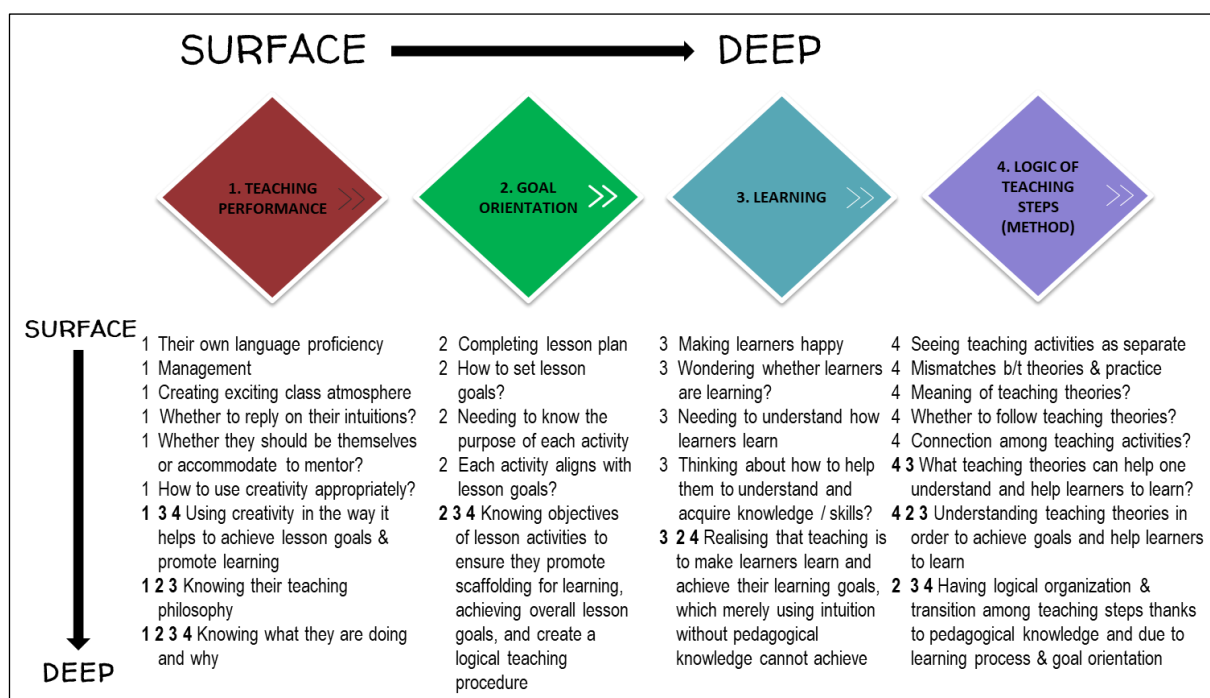 SURFACE
DEEP
1. TEACHING
PERFORMANCE
2. GOAL
ORIENTATION
3. LEARNING
4. LOGIC OF
TEACHING
STEPS
(METHOD)
SURFACE
DEEP
1 Their own language proficiency
1 Management
1 Creating exciting class atmosphere
1 Whether to reply on their intuitions?
1 Whether they should be themselves
or accommodate to mentor?
1 How to use creativity appropriately?
1 3 4 Using creativity in the way it
helps to achieve lesson goals &
promote learning
1 2 3 Knowing their teaching
philosophy
1 2 3 4 Knowing what they are doing
and why
2 Completing lesson plan
2 How to set lesson
goals?
2 Needing to know the
purpose of each activity
2 Each activity aligns with
lesson goals?
2 3 4 Knowing objectives
of lesson activities to
ensure they promote
scaffolding for learning,
achieving overall lesson
goals, and create a
logical teaching
procedure
3 Making learners happy
3 Wondering whether learners
are learning?
3 Needing to understand how
learners learn
3 Thinking about how to help
them to understand and
acquire knowledge / skills?
3 2 4 Realising that teaching is
to make learners learn and
achieve their learning goals,
which merely using intuition
without pedagogical
knowledge cannot achieve
4 Seeing teaching activities as separate
4 Mismatches b/t theories & practice
4 Meaning of teaching theories?
4 Whether to follow teaching theories?
4 Connection among teaching activities?
4 3 What teaching theories can help one
understand and help learners to learn?
4 2 3 Understanding teaching theories in
order to achieve goals and help learners
to learn
2 3 4 Having logical organization &
transition among teaching steps thanks
to pedagogical knowledge and due to
learning process & goal orientation